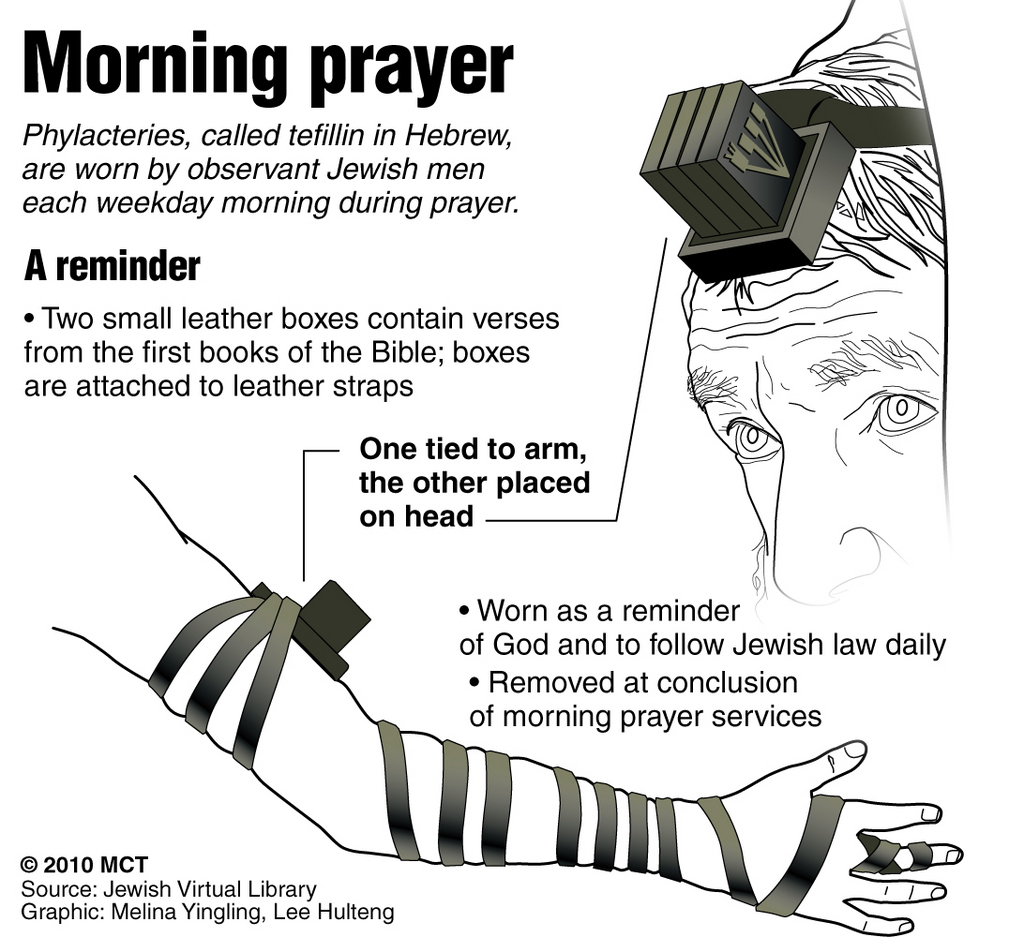 Morning prayer
Phylacteries, called tefillin in Hebrew,
are worn by observant Jewish men
each weekday morning during prayer.
A reminder
• Two small leather boxes contain verses
from the first books of the Bible; boxes
are attached to leather straps
One tied to arm,
the other placed
on head
• Worn as a reminder
of God and to follow Jewish law daily
• Removed at conclusion
of morning prayer services
© 2010 MCT
Source: Jewish Virtual Library
Graphic: Melina Yingling, Lee Hulteng
ש